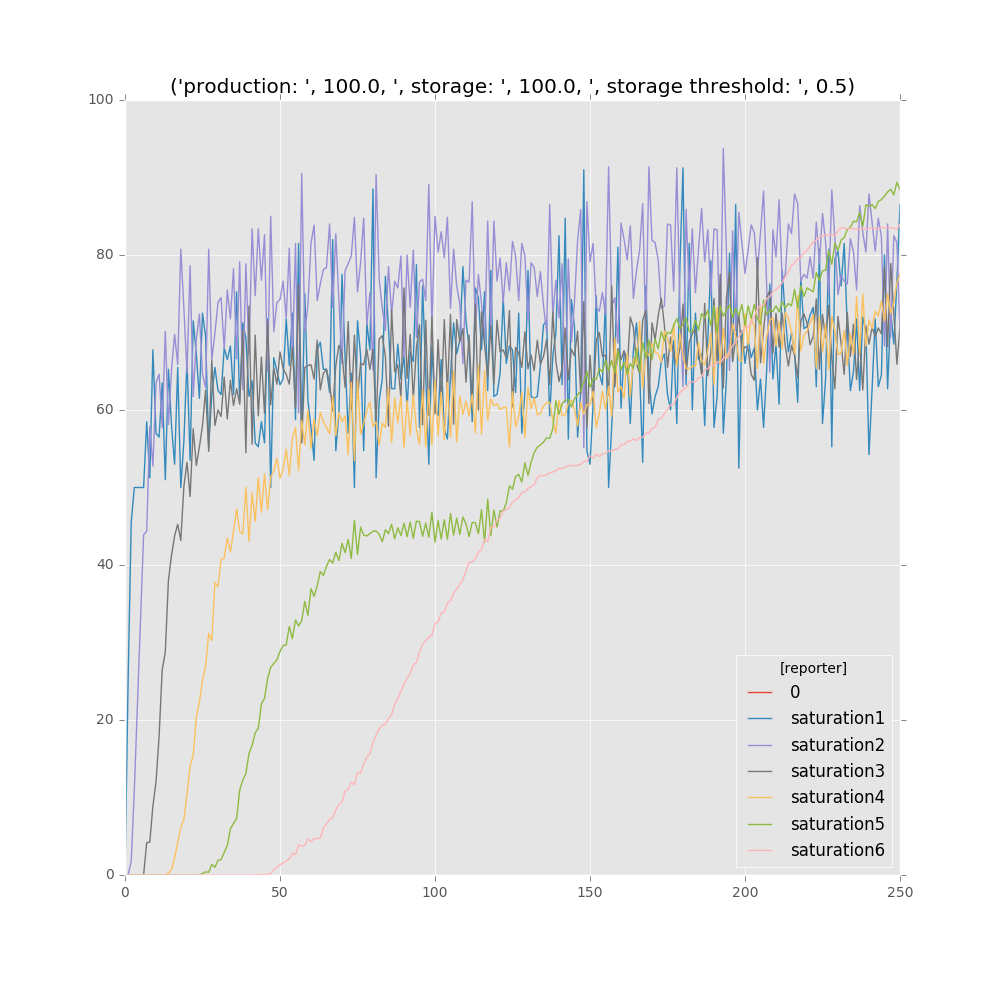 ('production: ', 100.0, ', storage: ', 100.0, ', storage threshold: ', 0.5)
100
80
60
40
20
0
0 50 100 150 200 250
[reporter]
0
saturation1
saturation2
saturation3
saturation4
saturation5
saturation6